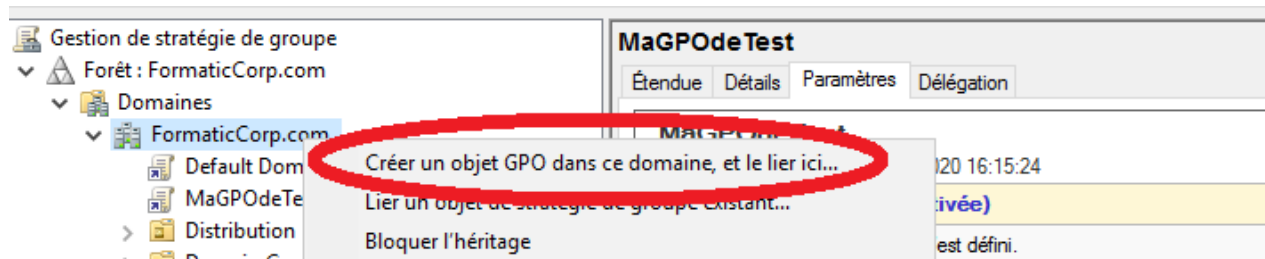 Gestion de stratégie de groupe
Forêt : FormaticCorp.com
Domaines
FormaticCorp.com
Default Dom
MaGPOdeTe
Distribution
MaGPOdeTest
Étendue Détails Paramètres Délégation
MaGPOdeTest
020 16:15:24
ivée)
est défini.
Créer un objet GPO dans ce domaine, et le lier ici...
Lier un objet de stratégie de groupe existant...
Bloquer l'héritage